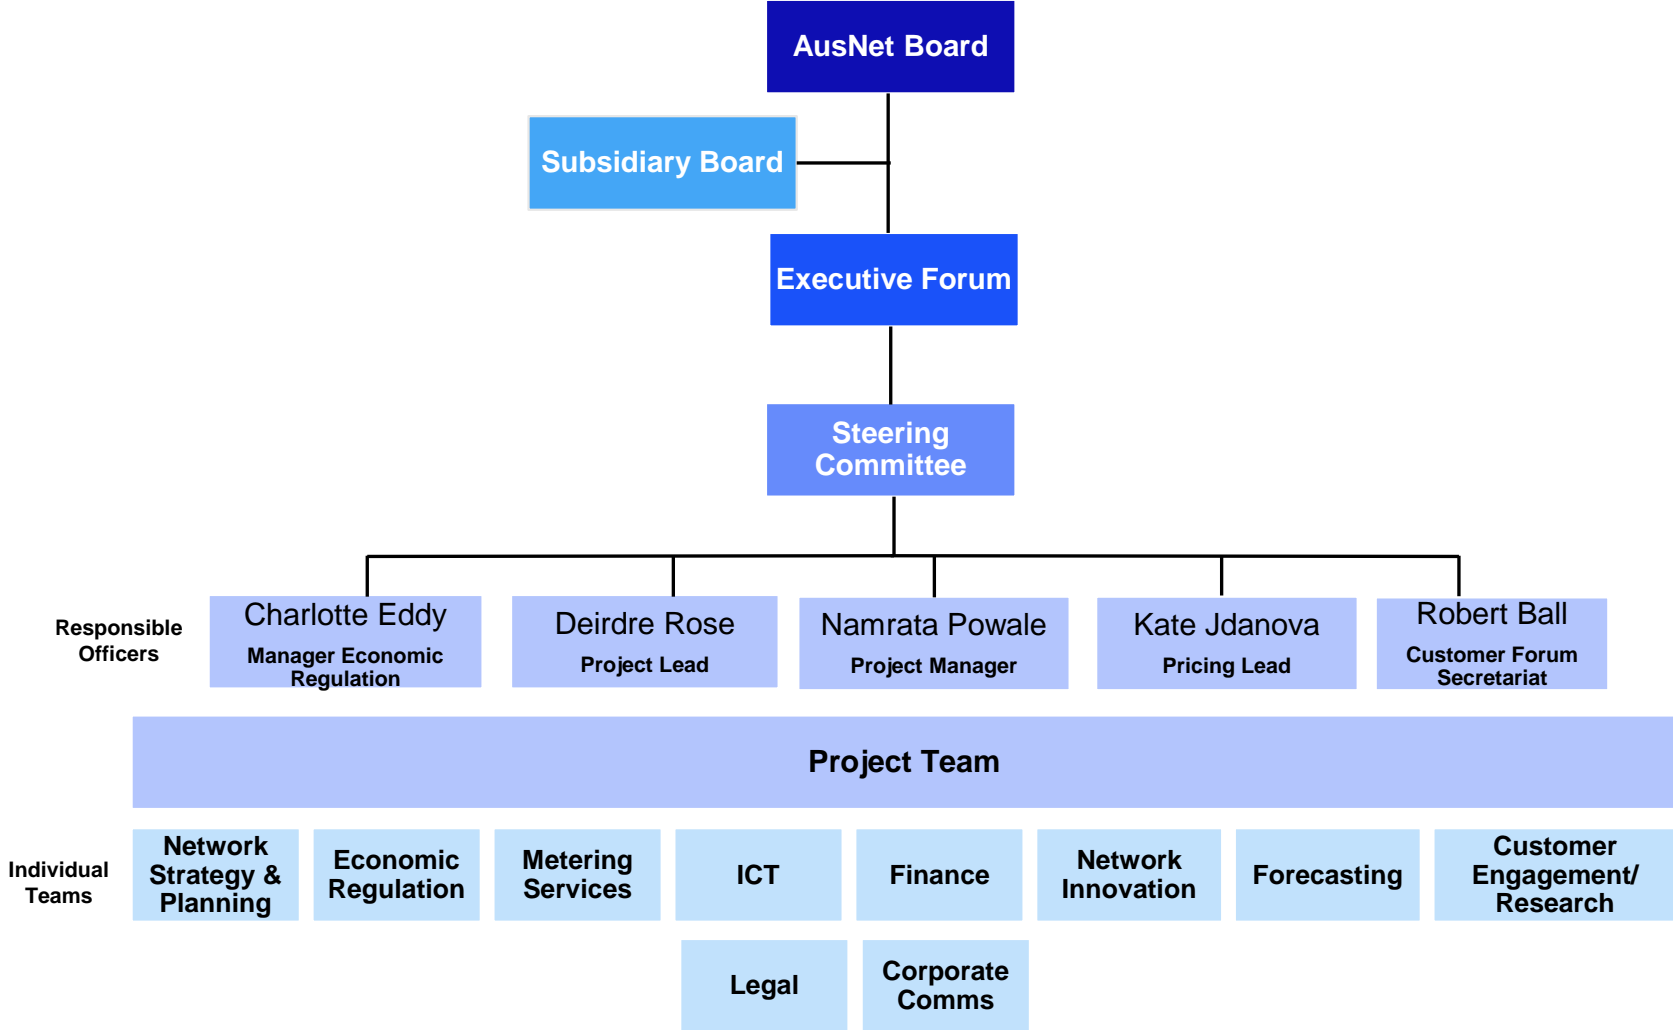 AusNet Board
Subsidiary Board
Executive Forum
Steering
Committee
Responsible
Officers
Charlotte Eddy
Manager Economic
Regulation
Deirdre Rose
Project Lead
Namrata Powale
Project Manager
Kate Jdanova
Pricing Lead
Robert Ball
Customer Forum
Secretariat
Project Team
Individual
Teams
Network
Strategy &
Planning
Economic
Regulation
Metering
Services
ICT
Finance
Network
Innovation
Forecasting
Customer
Engagement/
Research
Legal
Corporate
Comms